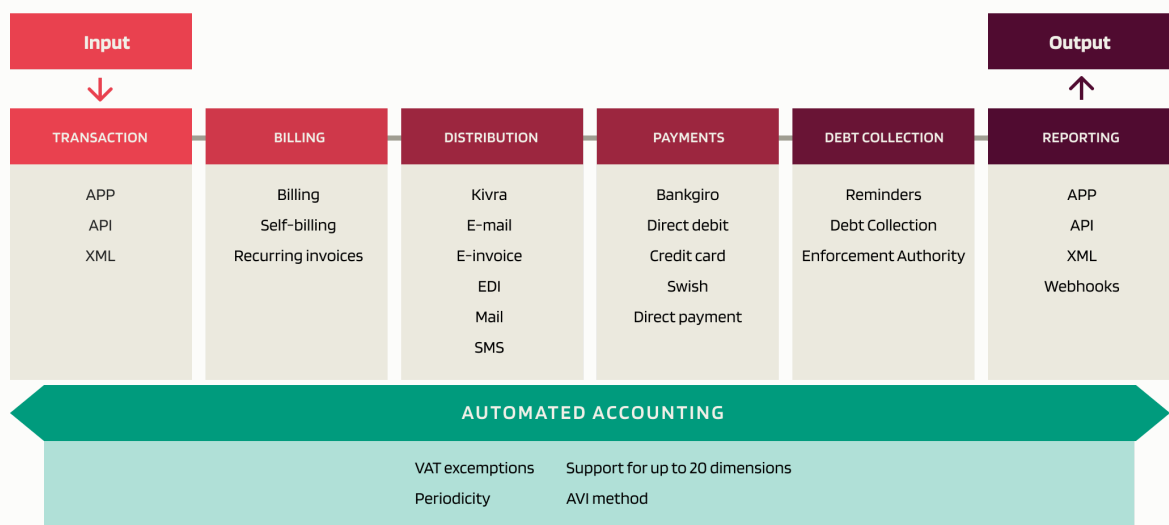 Input
Output
TRANSACTION
BILLING
DISTRIBUTION
PAYMENTS
DEBT COLLECTION
REPORTING
APP
API
XML
Billing
Self-billing
Recurring invoices
Kivra
E-mail
E-invoice
EDI
Mail
SMS
Bankgiro
Direct debit
Credit card
Swish
Direct payment
Reminders
Debt Collection
Enforcement Authority
APP
API
XML
Webhooks
AUTOMATED ACCOUNTING
VAT excemptions
Periodicity
Support for up to 20 dimensions
AVI method